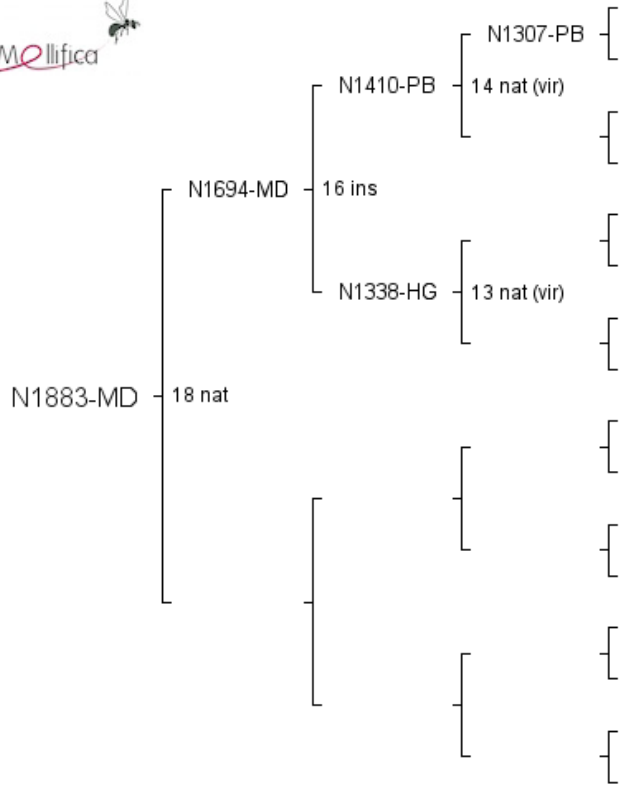 Mellifica
N1307-PB
N1410-PB
14 nat (vir)
N1694-MD
16 ins
N1338-HG
13 nat (vir)
N1883-MD
18 nat